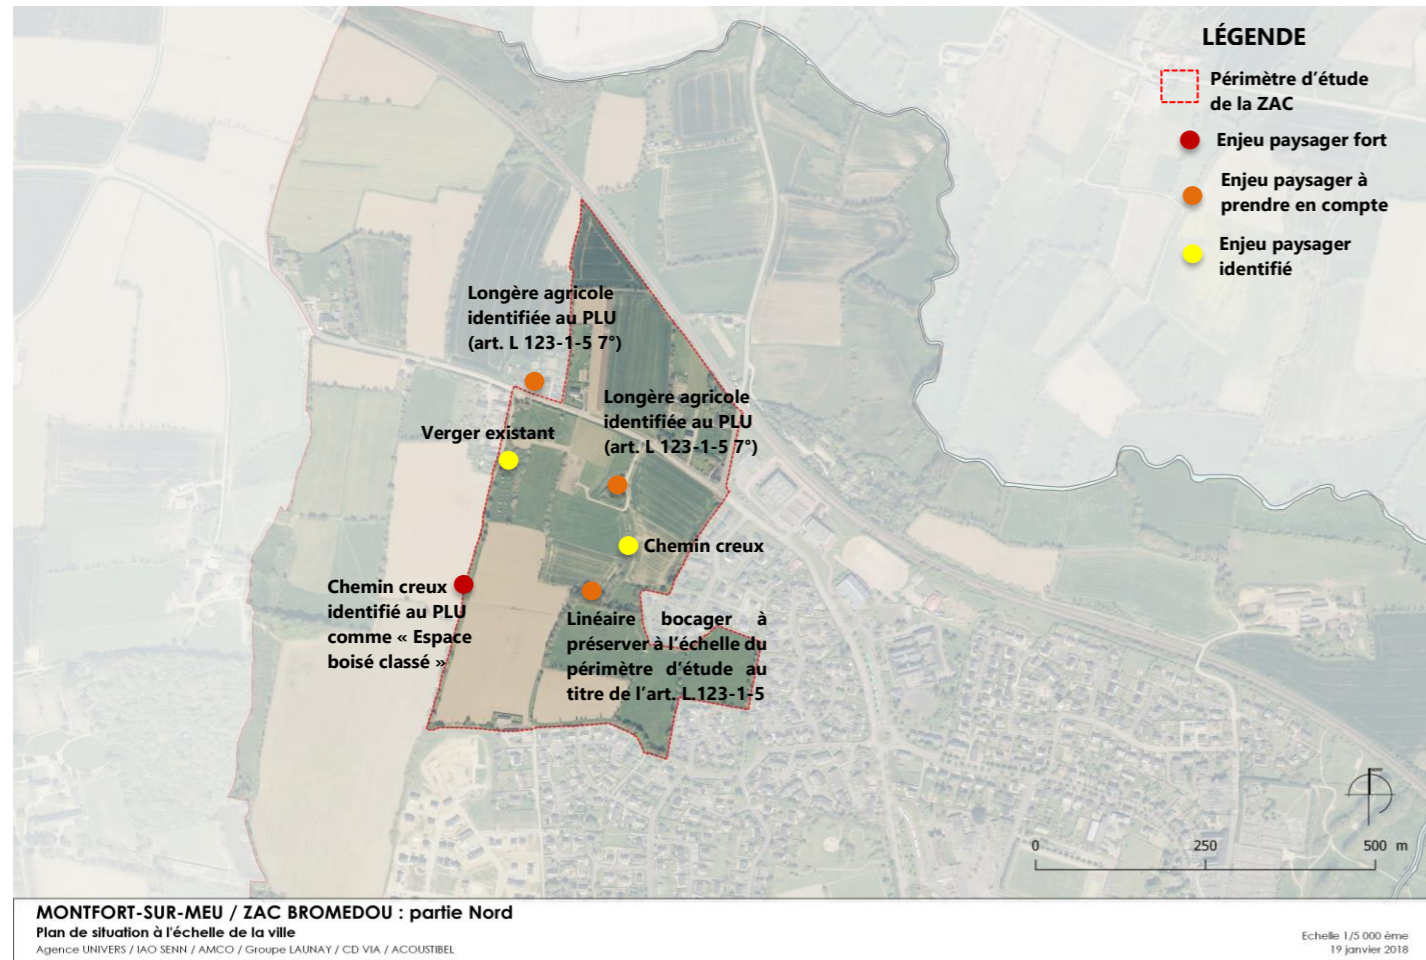 LÉGENDE
Périmètre d'étude
de la ZAC
Enjeu paysager fort
Enjeu paysager à
prendre en compte
Enjeu paysager
identifié
Longère agricole
identifiée au PLU
(art. L 123-1-5 7°)
Longère agricole
identifiée au PLU
(art. L 123-1-5 7°)
Verger existant
Chemin creux
Chemin creux
identifié au PLU
comme « Espace
boisé classé »
Linéaire bocager à
préserver à l'échelle du
périmètre d'étude au
titre de l'art. L.123-1-5
0 250 500 m
MONTFORT-SUR-MEU / ZAC BROMEDOU : partie Nord
Plan de situation à l'échelle de la ville
Agence UNIVERS / IAO SENN / AMCO / Groupe LAUNAY / CD VIA / ACOUSTIBEL
Echelle 1/5 000 ème
19 janvier 2018